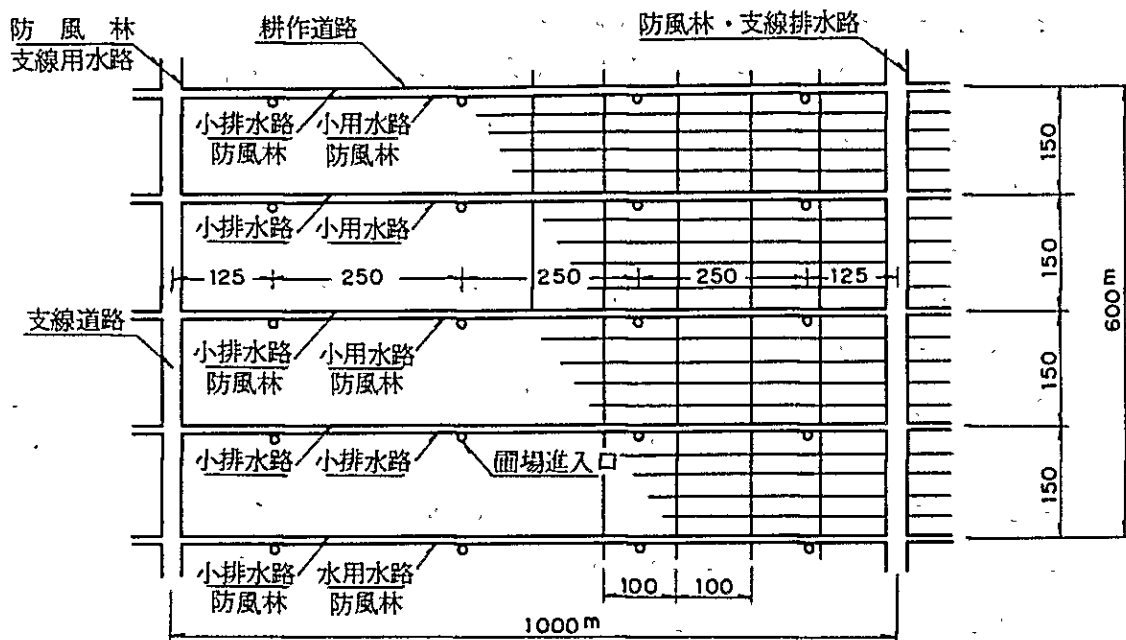 防風林
支線用水路
耕作道路
防風林・支線排水路
小排水路
防風林
小用水路
防風林
150
小排水路
小用水路
125
250
250
250
125
150
600m
支線道路
小排水路
防風林
小用水路
防風林
150
小排水路
小排水路
圃場進入口
150
小排水路
防風林
水用水路
防風林
100
100
1000m